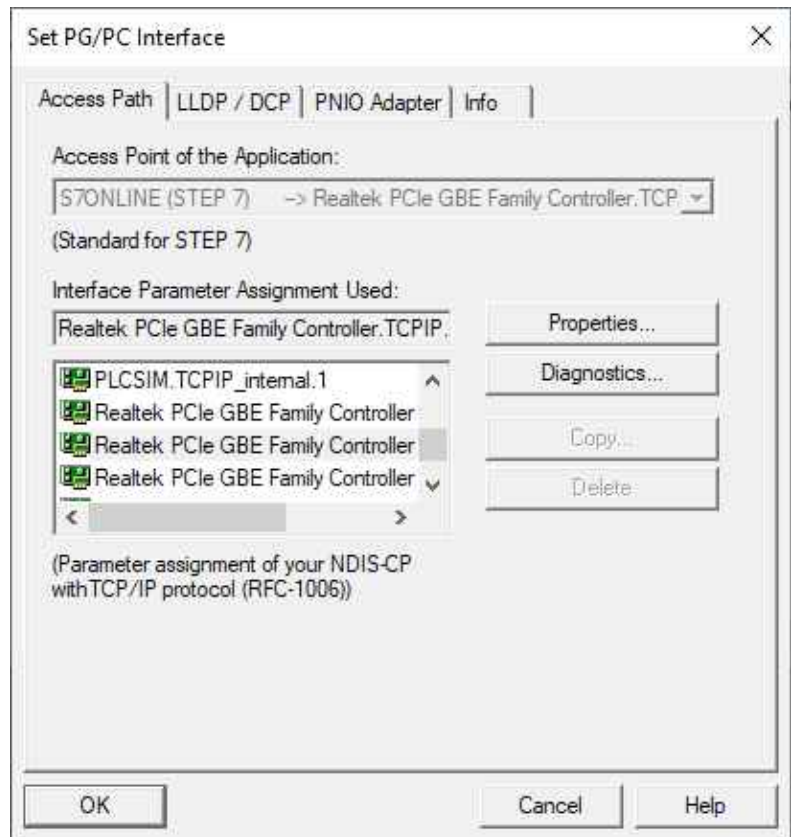 Set PG/PC Interface
Access Path LLDP / DCP PNIO Adapter Info
Access Point of the Application:
S7ONLINE (STEP 7) --> Realtek PCIe GBE Family Controller.TCP
(Standard for STEP 7)
Interface Parameter Assignment Used:
Realtek PCIe GBE Family Controller.TCPIP.
Properties...
PLCSIM.TCPIP_internal.1
Diagnostics...
Realtek PCIe GBE Family Controller
Realtek PCIe GBE Family Controller
Copy...
Realtek PCIe GBE Family Controller
Delete
(Parameter assignment of your NDIS-CP
with TCP/IP protocol (RFC-1006))
OK Cancel Help